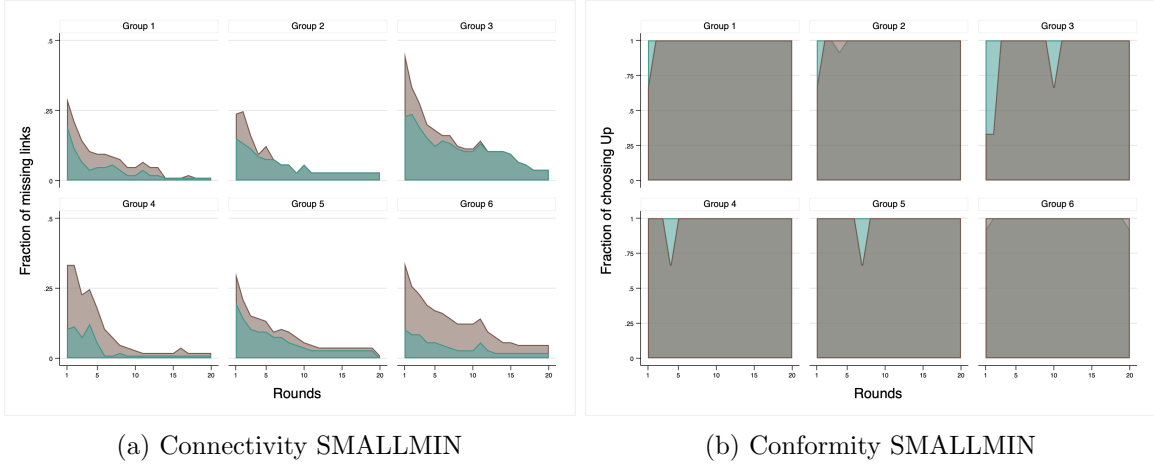 Group 1 Group 2 Group 3
.5
.25
0
Group 4 Group 5 Group 6
.5
.25
0
1 5 10 15 20 1 5 10 15 20 1 5 10 15 20
Fraction of missing links
Rounds
(a) Connectivity SMALLMIN
Group 1 Group 2 Group 3
1
.75
.5
.25
0
Group 4 Group 5 Group 6
1
.75
.5
.25
0
1 5 10 15 20 1 5 10 15 20 1 5 10 15 20
Fraction of choosing Up
Rounds
(b) Conformity SMALLMIN